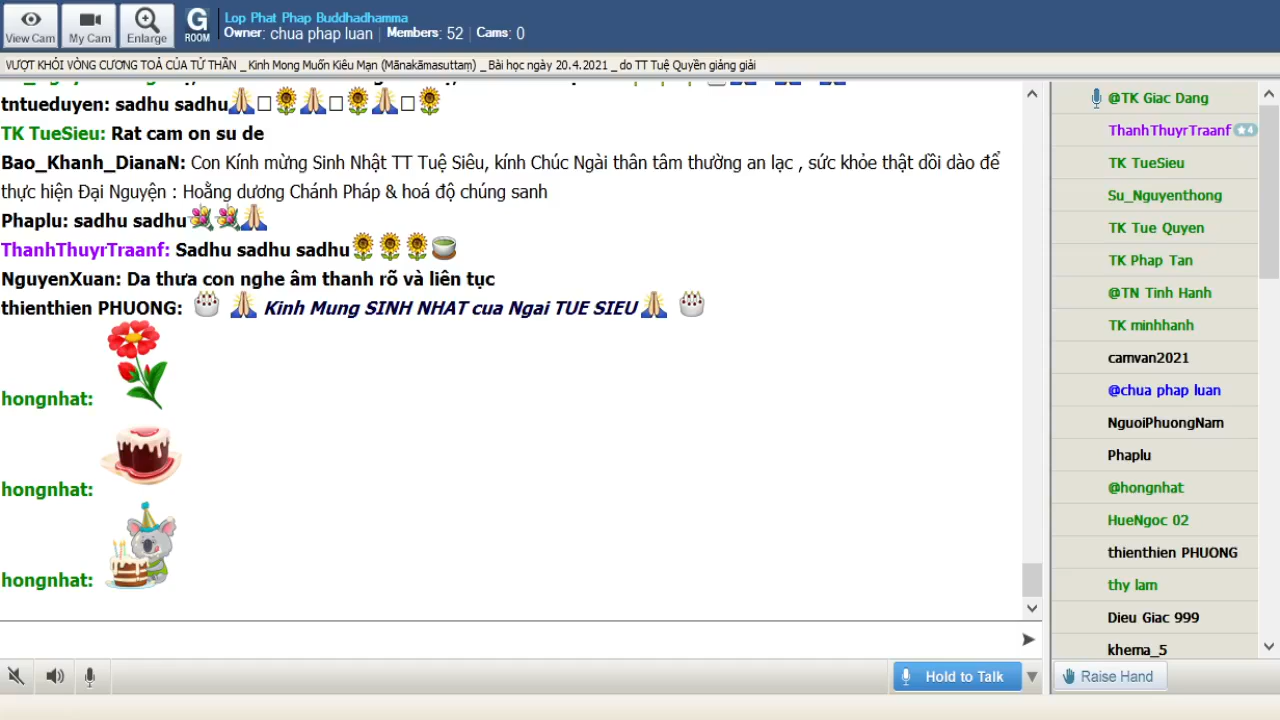 View Cam
My Cam
Enlarge
G
ROOM
Lop Phat Phap Buddhadhamma
Owner: chua phap luan | Members: 52 | Cams: 0
VƯỢT KHỎI VÒNG CƯƠNG TOẢ CỦA TỬ THẦN _ Kinh Mong Muốn Kiêu Mạn (Mānakāmasuttaṃ) _ Bài học ngày 20.4.2021 _ do TT Tuệ Quyền giảng giải
tntueduyen: sadhu sadhu
TK TueSieu: Rat cam on su de
Bao_Khanh_DianaN: Con Kính mừng Sinh Nhật TT Tuệ Siêu, kính Chúc Ngài thân tâm thường an lạc , sức khỏe thật dồi dào để
thực hiện Đại Nguyện : Hoằng dương Chánh Pháp & hoá độ chúng sanh
Phaplu: sadhu sadhu
ThanhThuyrTraanf: Sadhu sadhu sadhu
NguyenXuan: Da thưa con nghe âm thanh rõ và liên tục
thienthien PHUONG: Kinh Mung SINH NHAT cua Ngai TUE SIEU
hongnhat:
hongnhat:
hongnhat:
@TK Giac Dang
ThanhThuyrTraanf 4
TK TueSieu
Su_Nguyenthong
TK Tue Quyen
TK Phap Tan
@TN Tinh Hanh
TK minhhanh
camvan2021
@chua phap luan
NguoiPhuongNam
Phaplu
@hongnhat
HueNgoc 02
thienthien PHUONG
thy lam
Dieu Giac 999
khema_5
Hold to Talk
Raise Hand